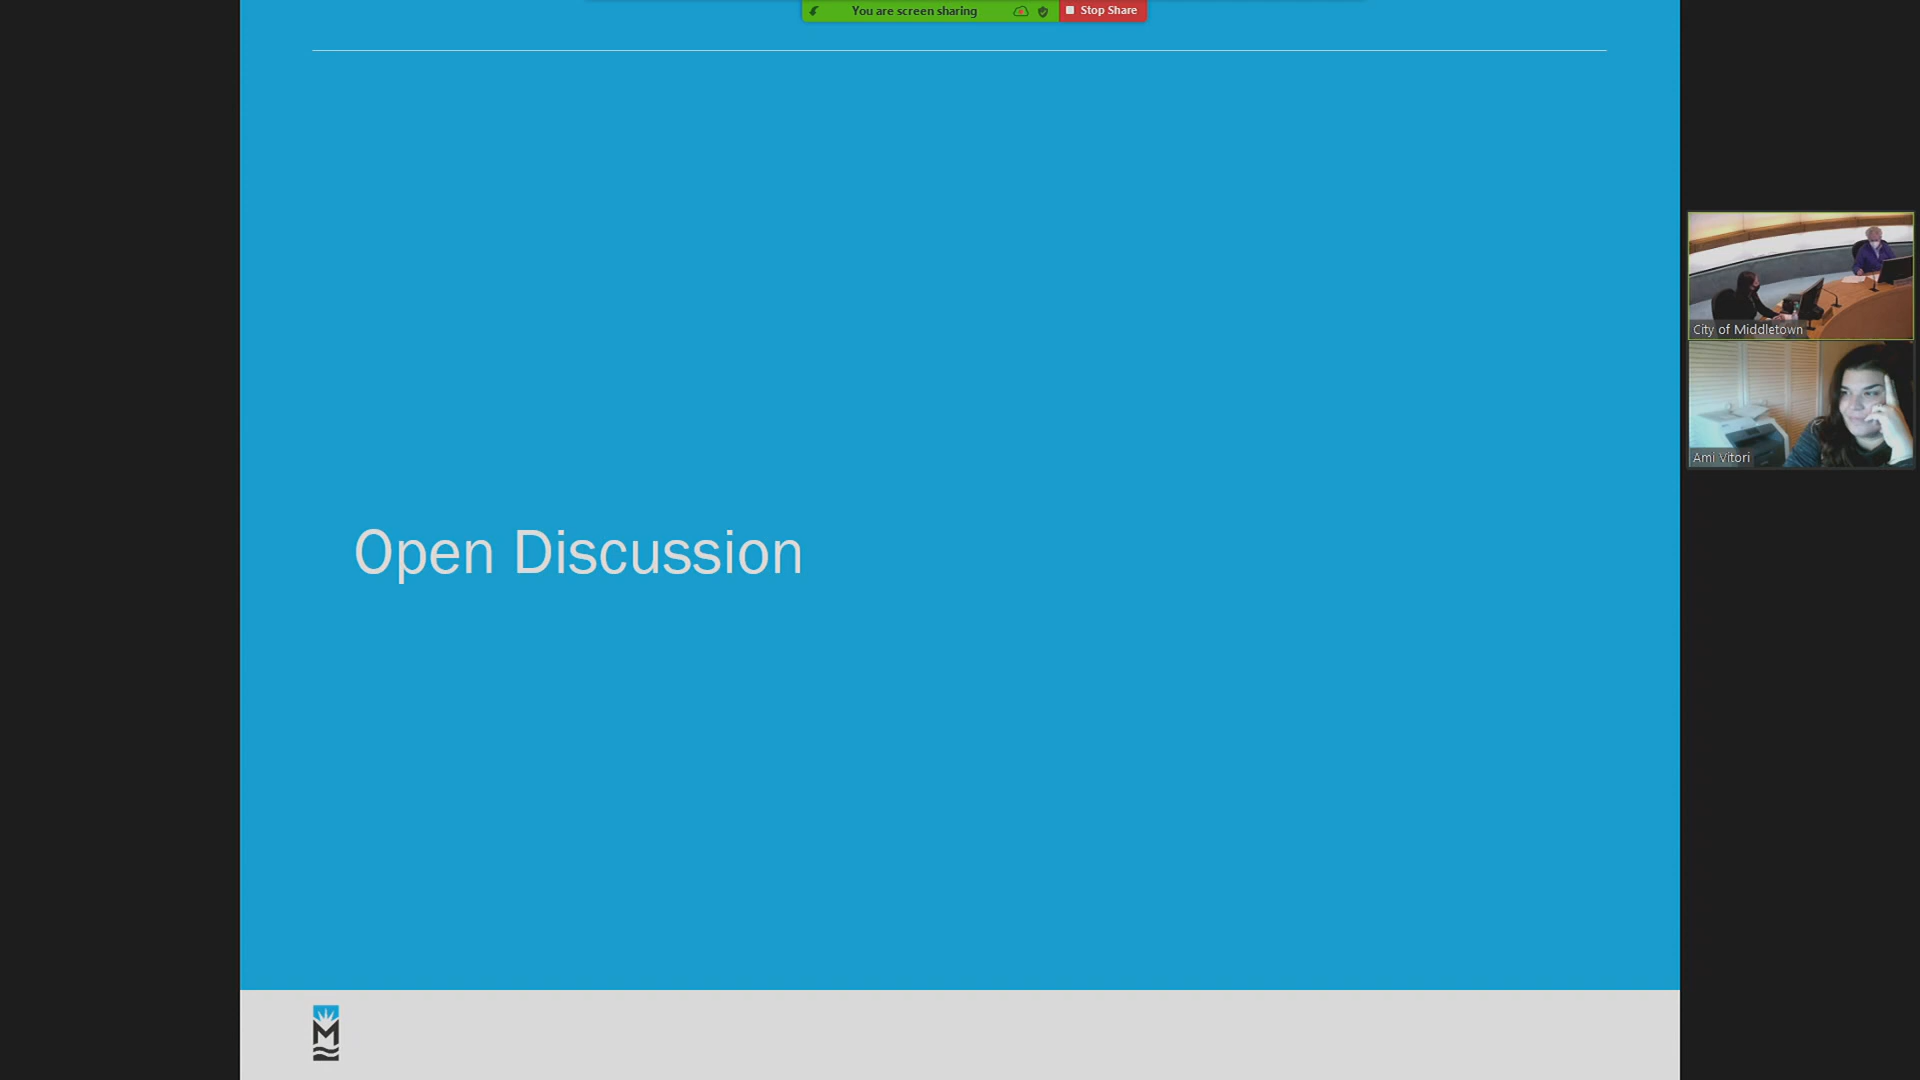 You are screen sharing
Stop Share
City of Middletown
Ami Vitori
Open Discussion
M